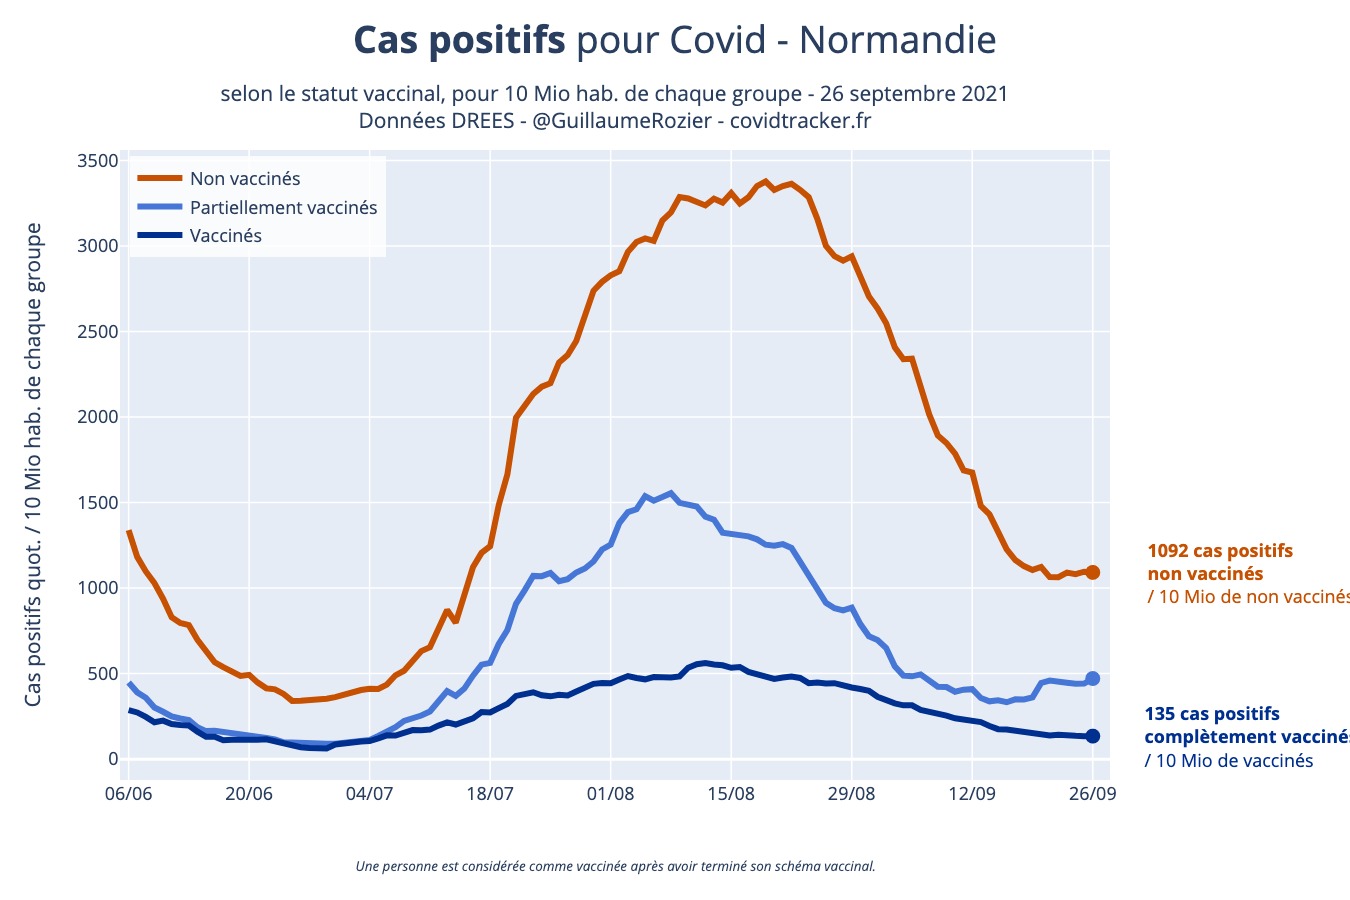 Cas positifs pour Covid - Normandie
selon le statut vaccinal, pour 10 Mio hab. de chaque groupe - 26 septembre 2021
Données DREES - @GuillaumeRozier - covidtracker.fr
Cas positifs quot. / 10 Mio hab. de chaque groupe
3500
3000
2500
2000
1500
1000
500
0
Non vaccinés
Partiellement vaccinés
Vaccinés
1092 cas positifs
non vaccinés
/ 10 Mio de non vaccinés
135 cas positifs
complètement vaccinés
/ 10 Mio de vaccinés
06/06
20/06
04/07
18/07
01/08
15/08
29/08
12/09
26/09
Une personne est considérée comme vaccinée après avoir terminé son schéma vaccinal.